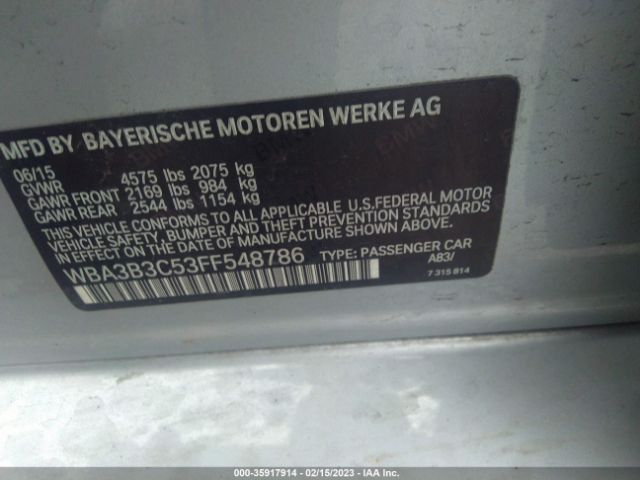 MFD BY BAYERISCHE MOTOREN WERKE AG
06/15
GVWR 4575 lbs 2075 kg
GAWR FRONT 2169 lbs 984 kg
GAWR REAR 2544 lbs 1154 kg
THIS VEHICLE CONFORMS TO ALL APPLICABLE U.S.FEDERAL MOTOR
VEHICLE SAFETY, BUMPER AND THEFT PREVENTION STANDARDS
IN EFFECT ON THE DATE OF MANUFACTURE SHOWN ABOVE.
WBA3B3C53FF548786 TYPE: PASSENGER CAR
A83/
7 315 814
000-35917914 - 02/15/2023 - IAA Inc.